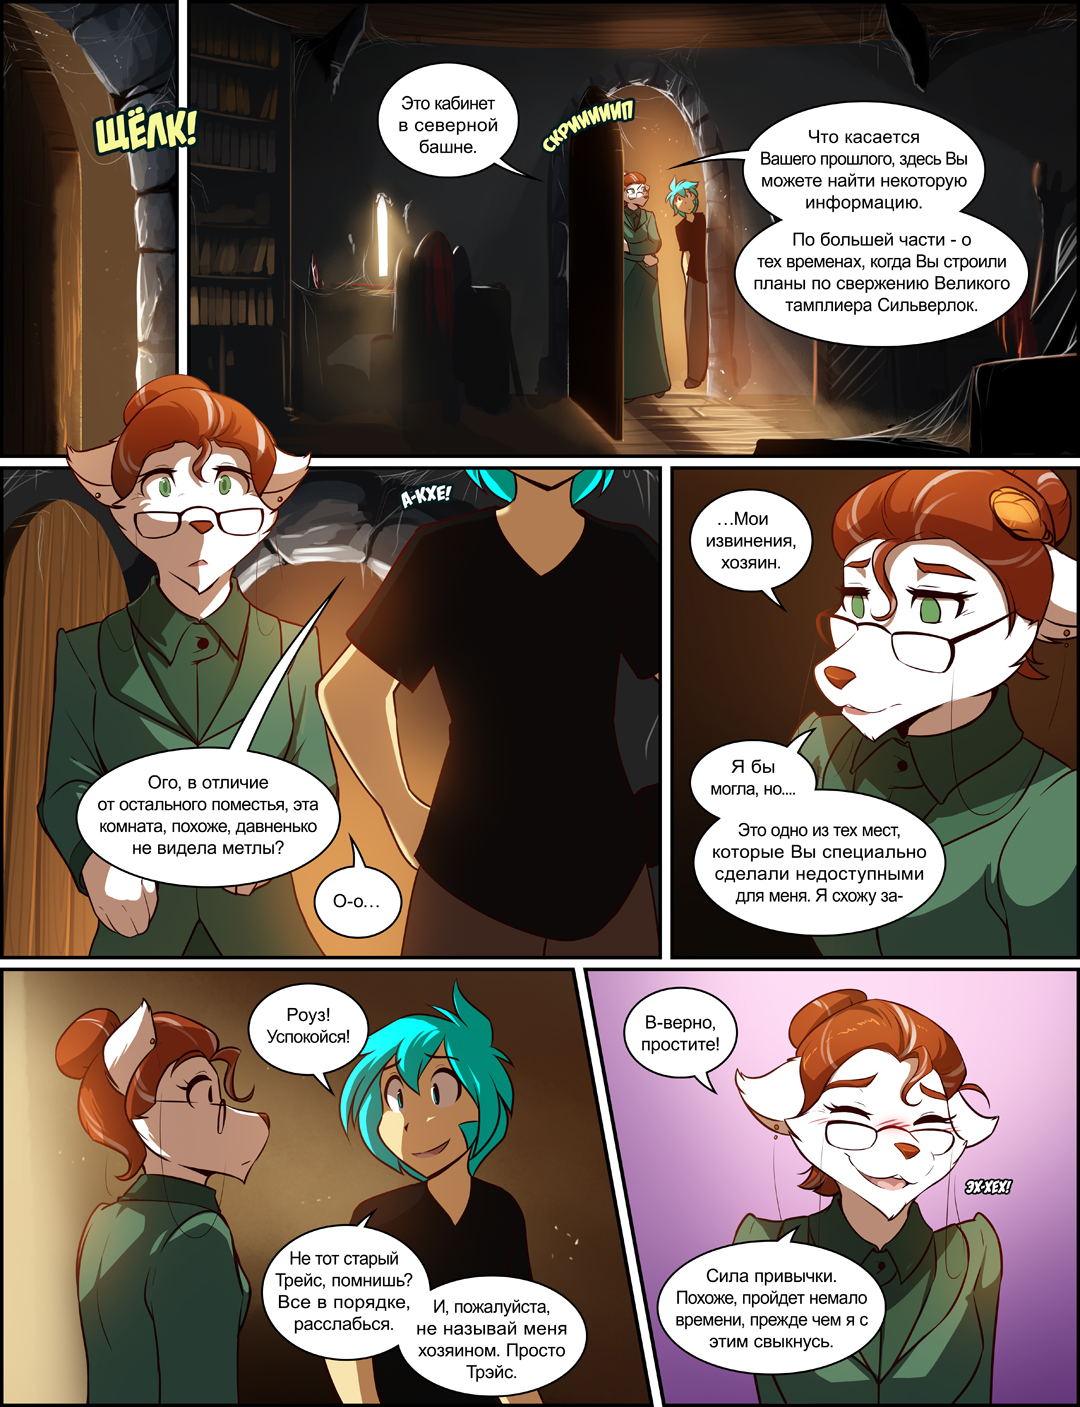 ЩЁЛК!
Это кабинет
в северной
башне.
СКРИИИИИП
Что касается
Вашего прошлого, здесь Вы
можете найти некоторую
информацию.
По большей части - о
тех временах, когда Вы строили
планы по свержению Великого
тамплиера Сильверлок.
А-КХЕ!
Ого, в отличие
от остального поместья, эта
комната, похоже, давненько
не видела метлы?
О-о...
...Мои
извинения,
хозяин.
Я бы
могла, но....
Это одно из тех мест,
которые Вы специально
сделали недоступными
для меня. Я схожу за-
Роуз!
Успокойся!
Не тот старый
Трейс, помнишь?
Все в порядке,
расслабься.
И, пожалуйста,
не называй меня
хозяином. Просто
Трэйс.
В-верно,
простите!
ЭХ-ХЕХ!
Сила привычки.
Похоже, пройдет немало
времени, прежде чем я с
этим свыкнусь.